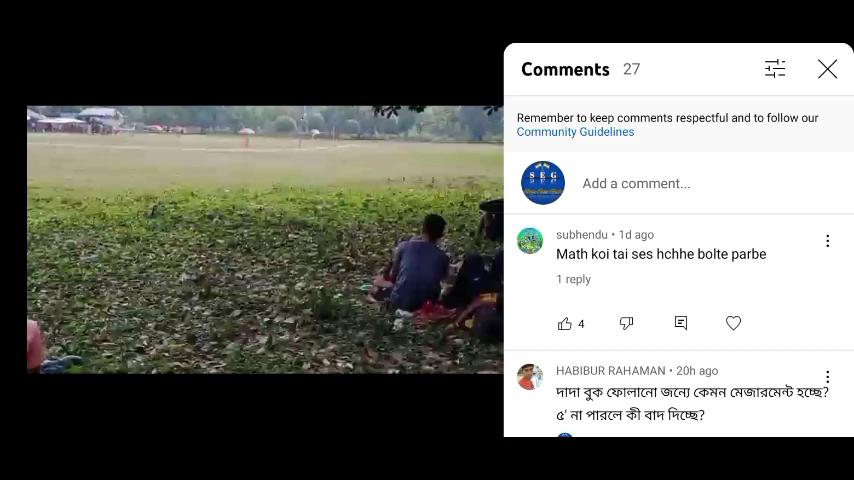 Comments 27
Remember to keep comments respectful and to follow our
Community Guidelines
S E G
Add a comment...
subhendu • 1d ago
Math koi tai ses hchhe bolte parbe
1 reply
4
HABIBUR RAHAMAN • 20h ago
দাদা বুক ফোলানো জন্যে কেমন মেজারমেন্ট হচ্ছে?
৫' না পারলে কী বাদ দিচ্ছে?